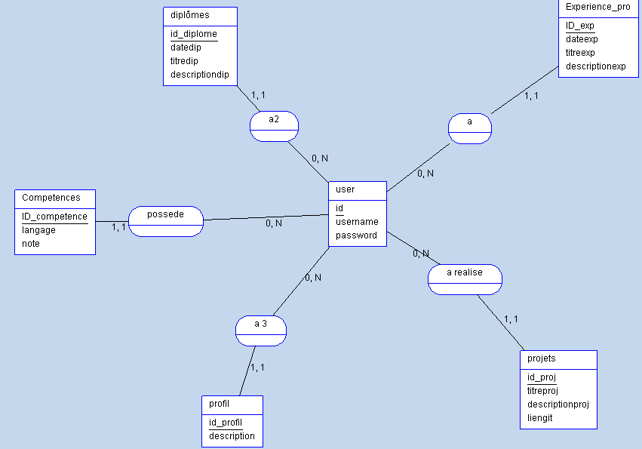 diplômes
id_diplome
datedip
titredip
descriptiondip
Experience_pro
ID_exp
dateexp
titreexp
descriptionexp
1, 1
1, 1
a2
a
0, N
0, N
Competences
ID_competence
langage
note
1, 1
possede
0, N
user
id
username
password
0, N
a realise
0, N
1, 1
a 3
1, 1
projets
id_proj
titreproj
descriptionproj
liengit
profil
id_profil
description